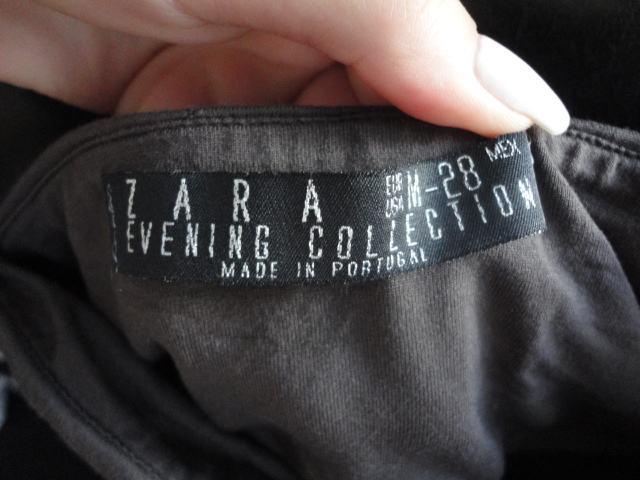 ZARA EUR USA M-28 MEX
EVENING COLLECTION
MADE IN PORTUGAL